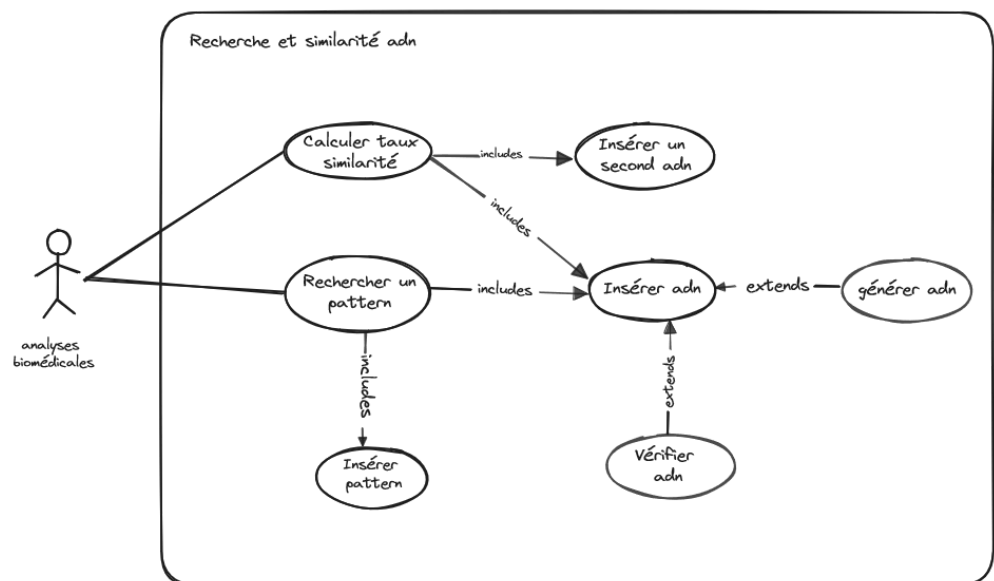 Recherche et similarité adn
Calculer taux
similarité
includes
Insérer un
second adn
includes
Rechercher un
pattern
includes
Insérer adn
extends
générer adn
analyses
biomédicales
includes
extends
Insérer
pattern
Vérifier
adn